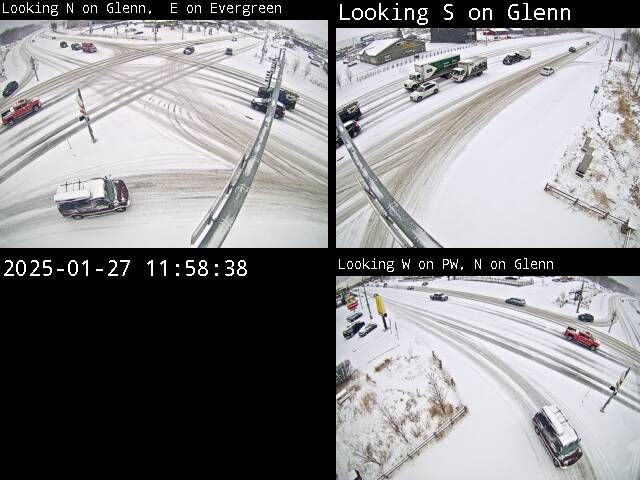 Looking N on Glenn,  E on Evergreen
Looking S on Glenn
2025-01-27 11:58:38
Looking W on PW, N on Glenn